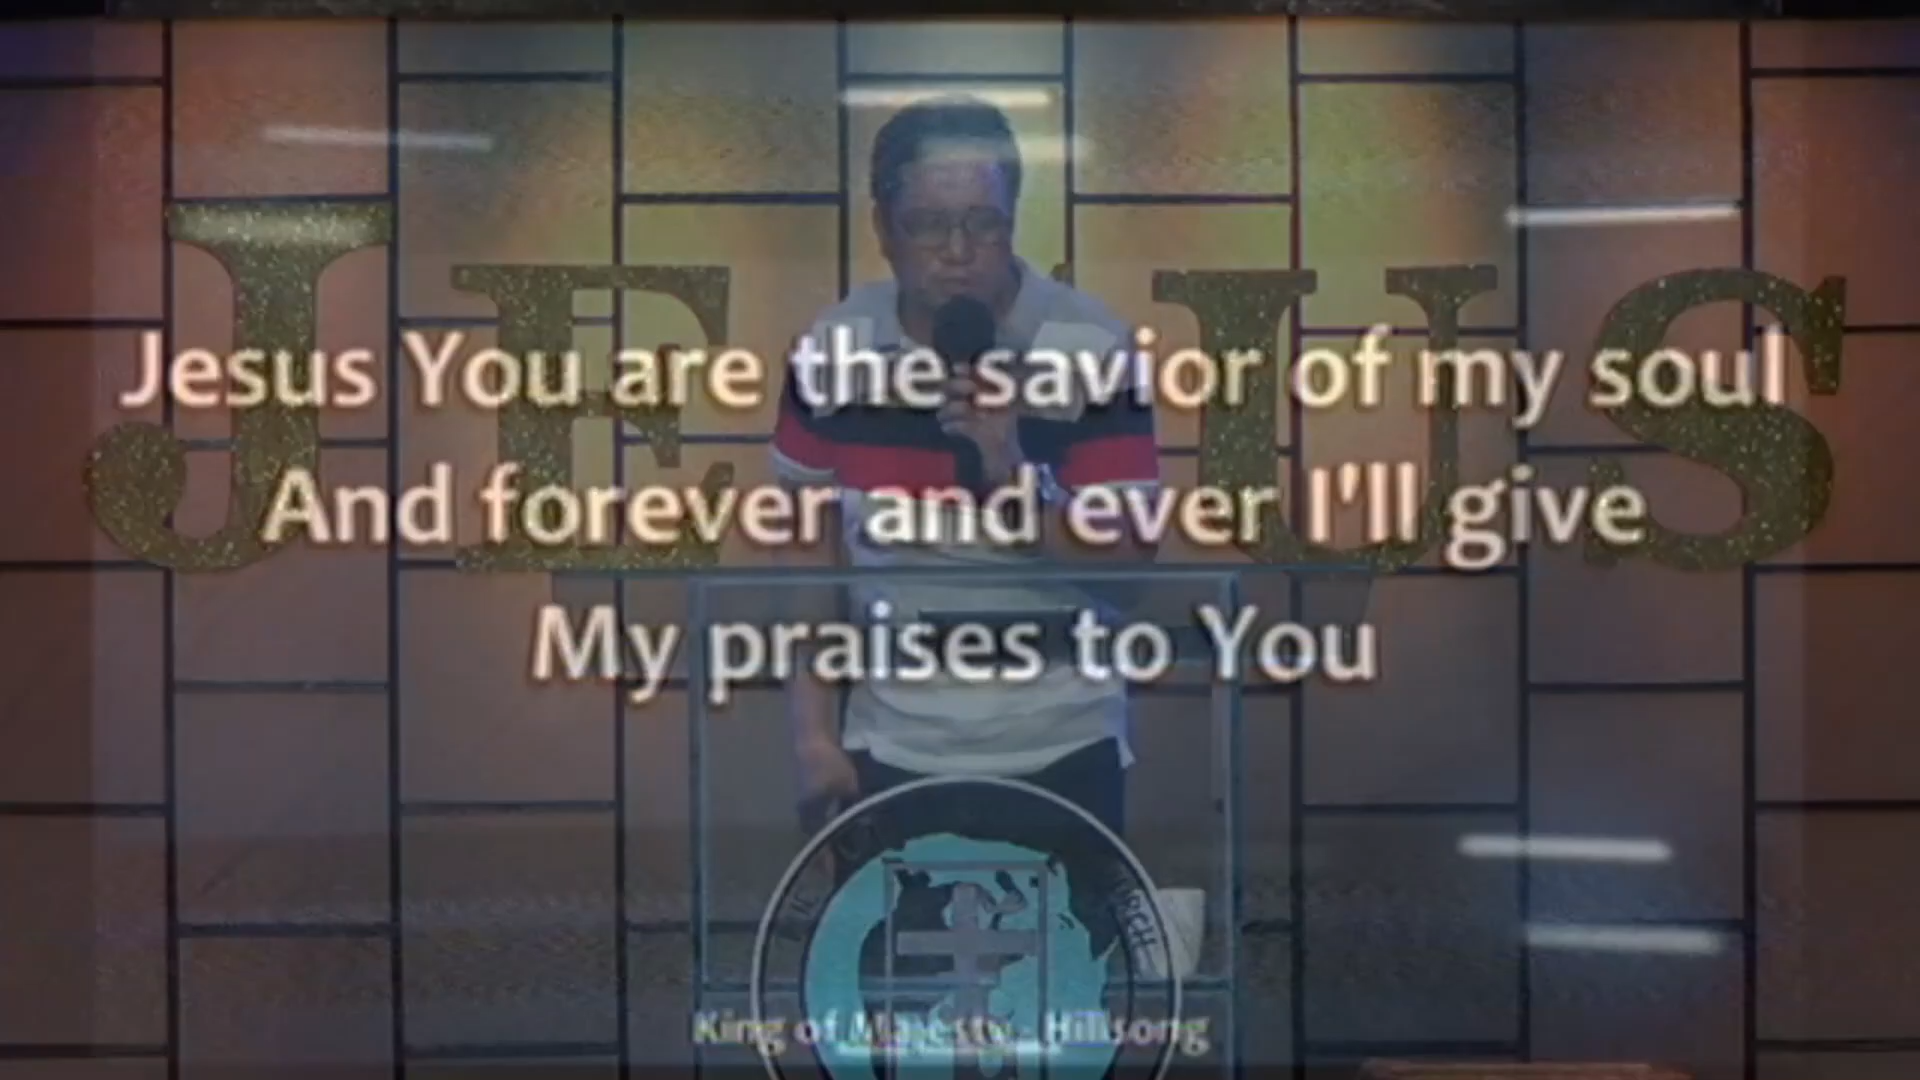 JESUS
Jesus You are the savior of my soul
And forever and ever I'll give
My praises to You
King of Majesty - Hillsong